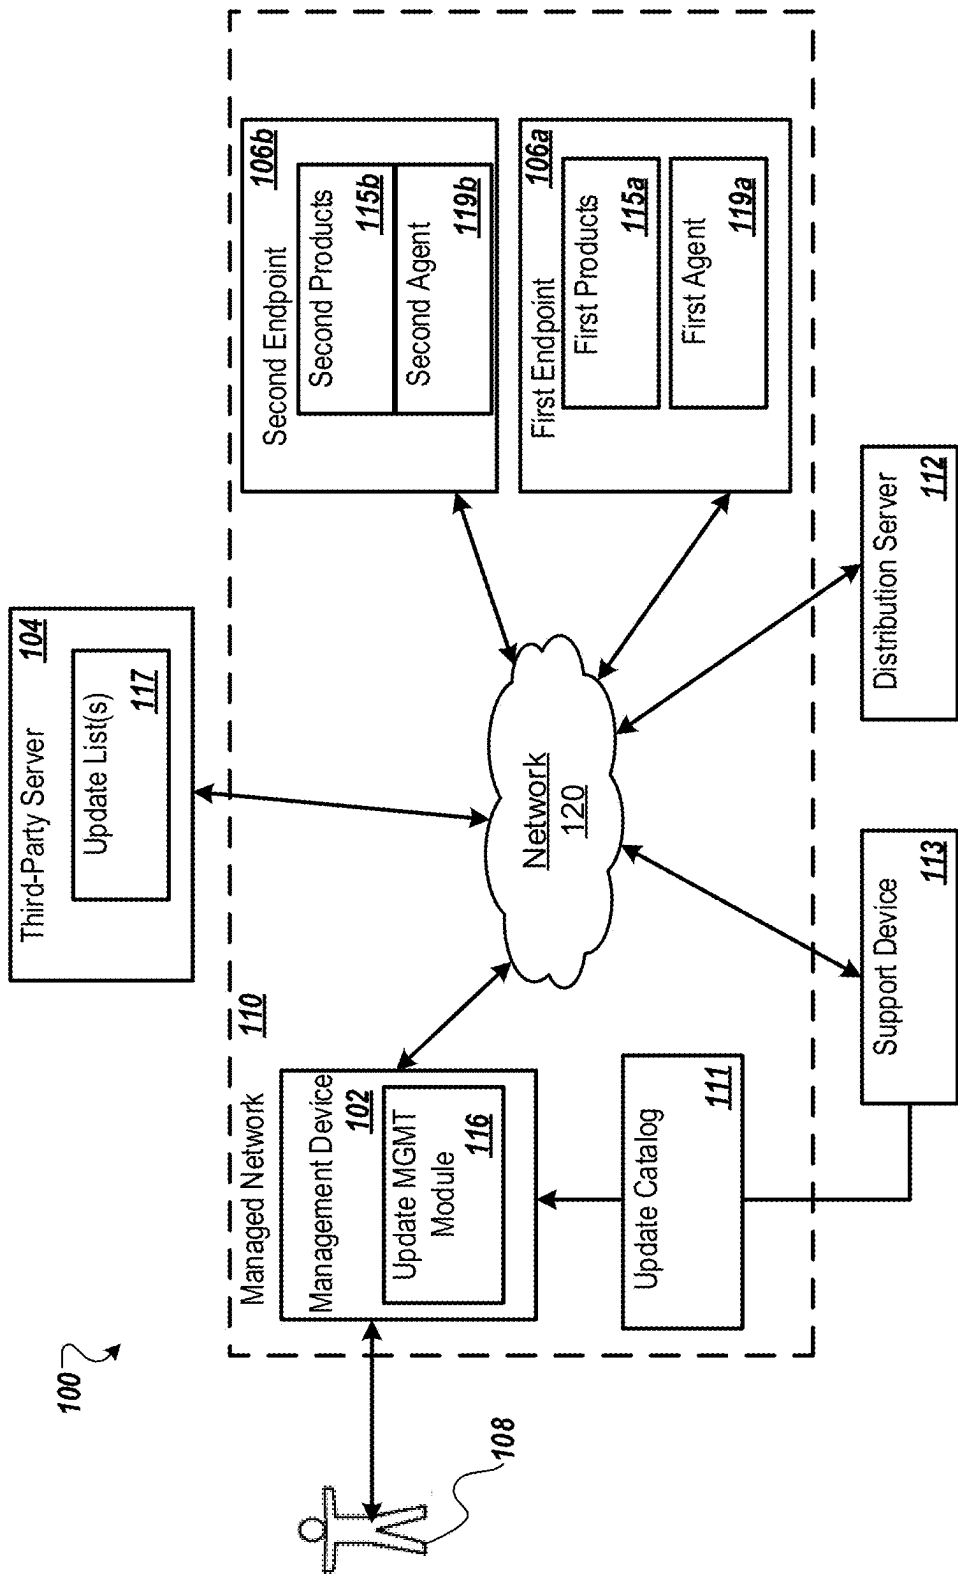 100
108
Third-Party Server
104
Update List(s)
117
Managed Network
110
Management Device
102
Update MGMT
Module
116
Update Catalog
111
Network
120
Second Endpoint
106b
Second Products
115b
Second Agent
119b
First Endpoint
106a
First Products
115a
First Agent
119a
Support Device
113
Distribution Server
112